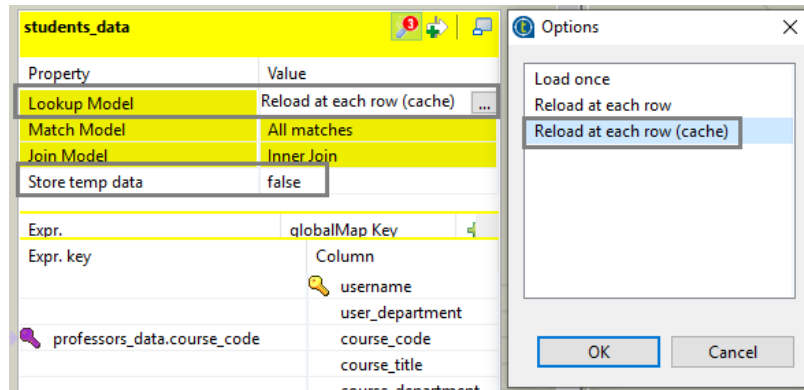 students_data
3
Property Value
Lookup Model Reload at each row (cache) ...
Match Model All matches
Join Model Inner Join
Store temp data false
Expr. globalMap Key
Expr. key Column
username
user_department
professors_data.course_code course_code
course_title
course_department
Options
Load once
Reload at each row
Reload at each row (cache)
OK Cancel